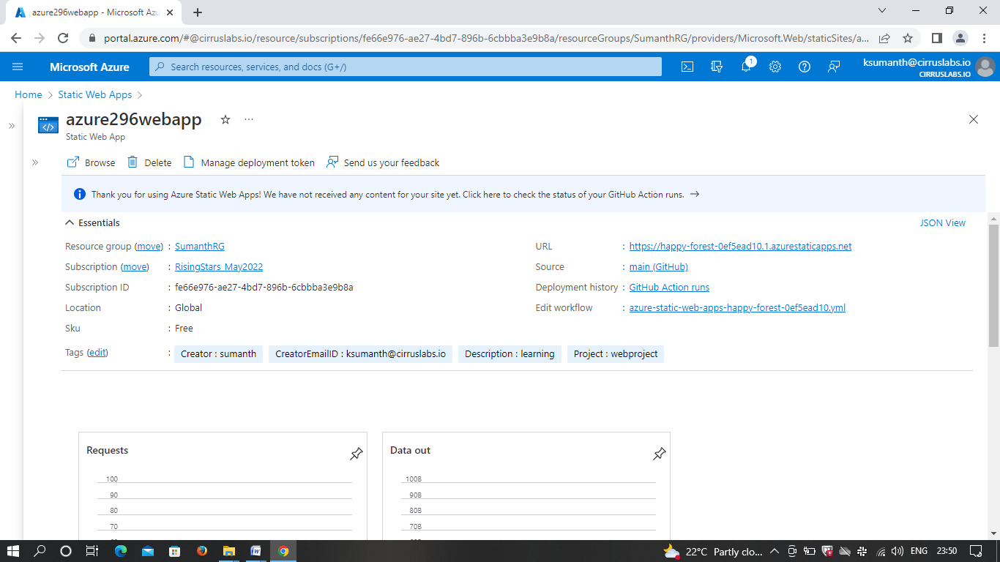 azure296webapp - Microsoft Azu
portal.azure.com/#@cirruslabs.io/resource/subscriptions/fe66e976-ae27-4bd7-896b-6cbbba3e9b8a/resourceGroups/SumanthRG/providers/Microsoft.Web/staticSites/a...
Microsoft Azure
Search resources, services, and docs (G+/)
1
ksumanth@cirruslabs.io
CIRRUSLABS.IO
Home > Static Web Apps >
azure296webapp
Static Web App
Browse Delete Manage deployment token Send us your feedback
Thank you for using Azure Static Web Apps! We have not received any content for your site yet. Click here to check the status of your GitHub Action runs. →
Essentials JSON View
Resource group (move) : SumanthRG
Subscription (move) : RisingStars_May2022
Subscription ID : fe66e976-ae27-4bd7-896b-6cbbba3e9b8a
Location : Global
Sku : Free
URL : https://happy-forest-0ef5ead10.1.azurestaticapps.net
Source : main (GitHub)
Deployment history : GitHub Action runs
Edit workflow : azure-static-web-apps-happy-forest-0ef5ead10.yml
Tags (edit) : Creator : sumanth CreatorEmailID : ksumanth@cirruslabs.io Description : learning Project : webproject
Requests
100
90
80
70
Data out
100B
90B
80B
70B
22°C Partly clo... ENG 23:50